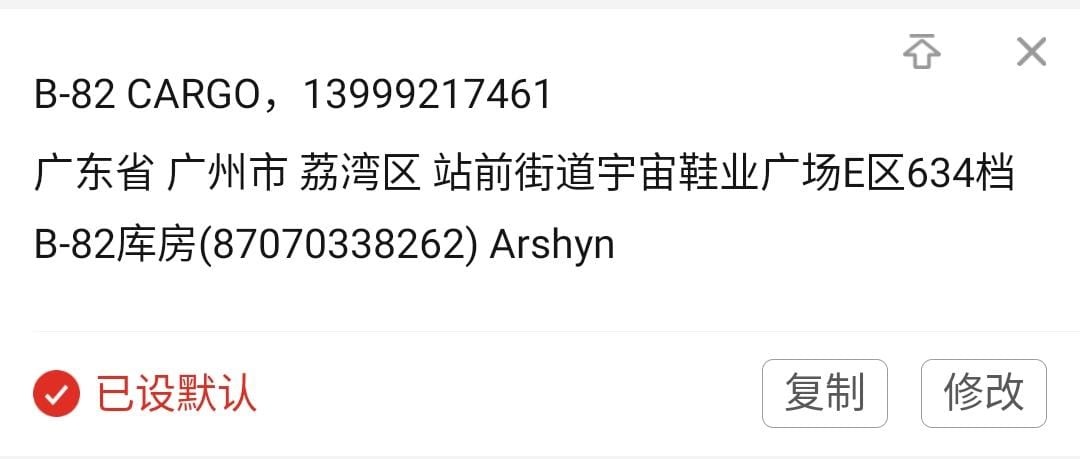 B-82 CARGO，13999217461
广东省 广州市 荔湾区 站前街道宇宙鞋业广场E区634档
B-82库房(87070338262) Arshyn
已设默认
复制
修改